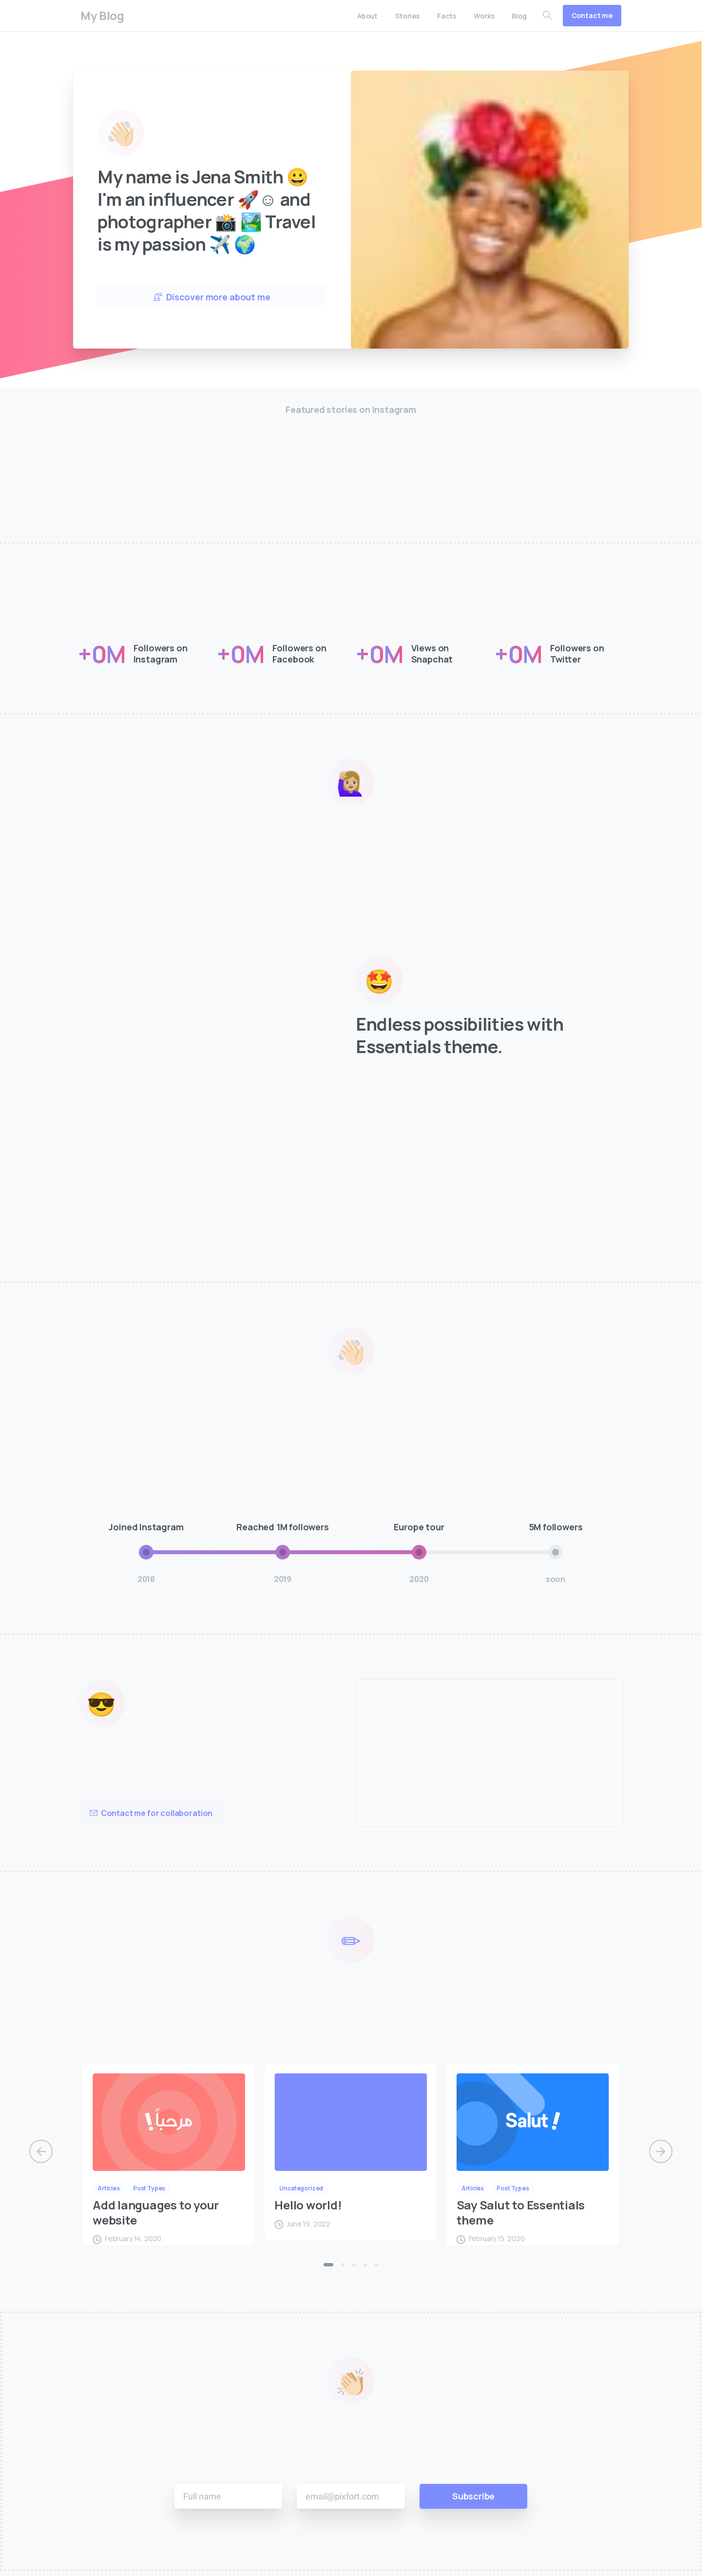 My Blog
About Stories Facts Works Blog Contact me
👋🏻
My name is Jena Smith 😀
I'm an influencer 🚀☺ and
photographer 📸 🏞️ Travel
is my passion ✈️ 🌍
Discover more about me
Featured stories on Instagram
+0M Followers on
Instagram
+0M Followers on
Facebook
+0M Views on
Snapchat
+0M Followers on
Twitter
🙋🏼‍♀️
🤩
Endless possibilities with
Essentials theme.
👋🏻
Joined Instagram
Reached 1M followers
Europe tour
5M followers
2018
2019
2020
soon
😎
Contact me for collaboration
✏
مرحباً!
Articles Post Types
Add languages to your
website
February 14, 2020
Uncategorized
Hello world!
June 19, 2022
Salut!
Articles Post Types
Say Salut to Essentials
theme
February 15, 2020
👏🏻
Full name
email@pixfort.com
Subscribe